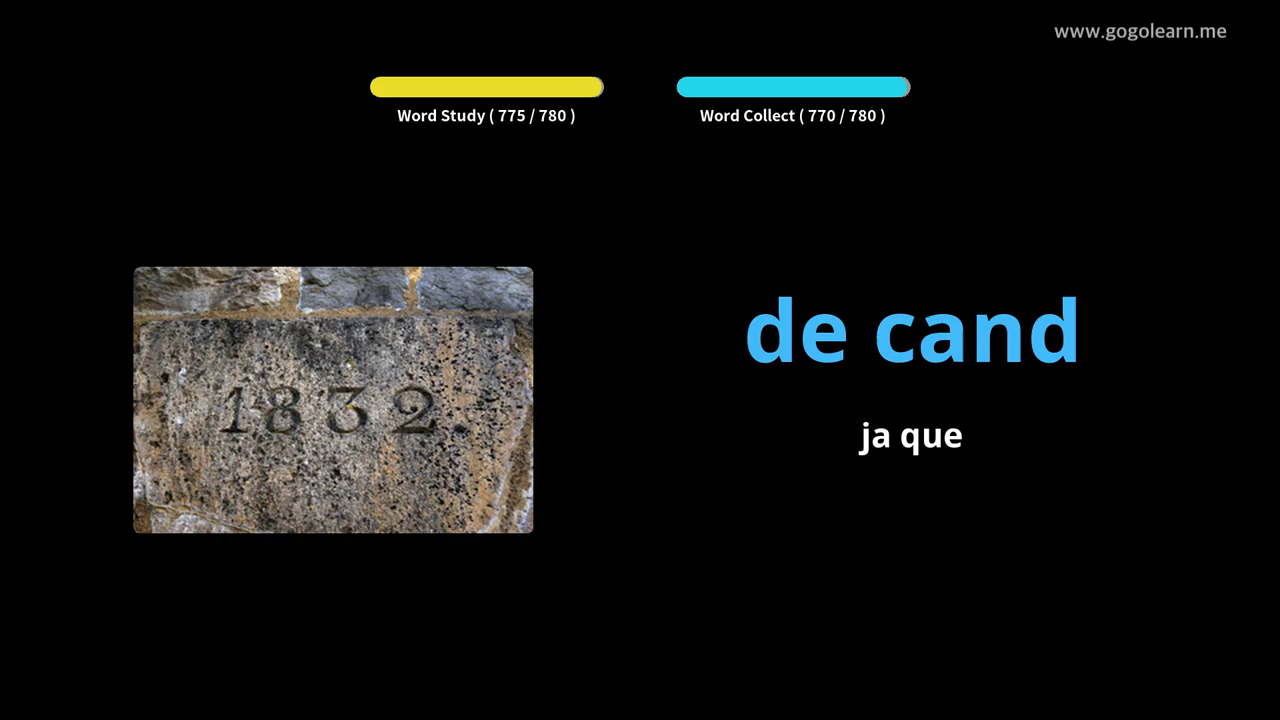 www.gogolearn.me
Word Study ( 775 / 780 )
Word Collect ( 770 / 780 )
1832.
de cand
ja que